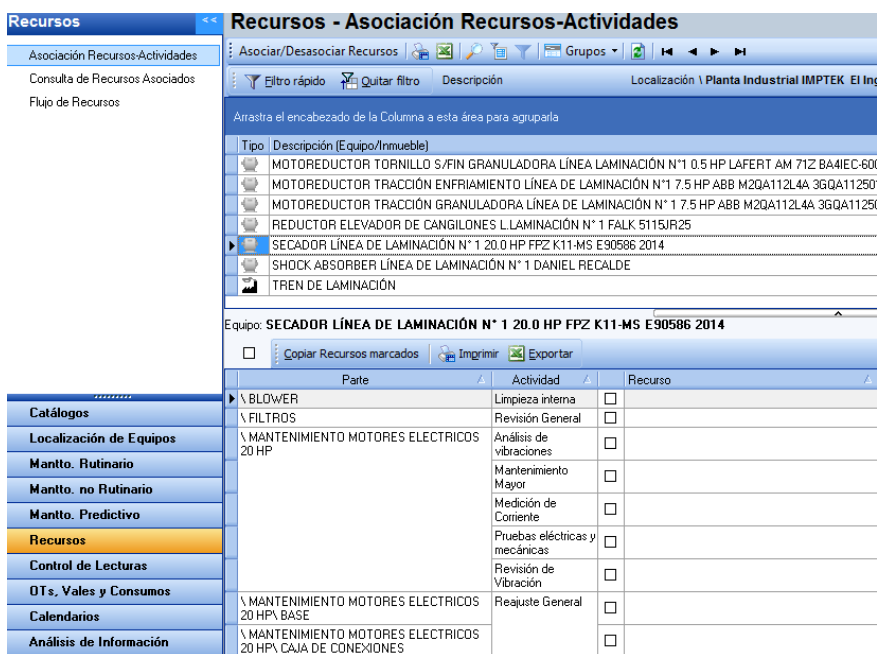 Recursos <<
Asociación Recursos-Actividades
Consulta de Recursos Asociados
Flujo de Recursos
Catálogos
Localización de Equipos
Mantto. Rutinario
Mantto. no Rutinario
Mantto. Predictivo
Recursos
Control de Lecturas
OTs, Vales y Consumos
Calendarios
Análisis de Información
Recursos - Asociación Recursos-Actividades
Asociar/Desasociar Recursos Grupos
Filtro rápido Quitar filtro Descripción Localización \ Planta Industrial IMPTEK El Ing
Arrastra el encabezado de la Columna a esta área para agruparla
Tipo Descripción (Equipo/Inmueble)
MOTOREDUCTOR TORNILLO S/FIN GRANULADORA LÍNEA LAMINACIÓN N°1 0.5 HP LAFERT AM 71Z BA4IEC-600
MOTOREDUCTOR TRACCIÓN ENFRIAMIENTO LÍNEA DE LAMINACIÓN N°1 7.5 HP ABB M2QA112L4A 3GQA11250
MOTOREDUCTOR TRACCIÓN GRANULADORA LÍNEA DE LAMINACIÓN N° 1 7.5 HP ABB M2QA112L4A 3GQA1125
REDUCTOR ELEVADOR DE CANGILONES L.LAMINACIÓN N° 1 FALK 5115JR25
SECADOR LÍNEA DE LAMINACIÓN N° 1 20.0 HP FPZ K11-MS E90586 2014
SHOCK ABSORBER LÍNEA DE LAMINACIÓN N° 1 DANIEL RECALDE
TREN DE LAMINACIÓN
Equipo: SECADOR LÍNEA DE LAMINACIÓN N° 1 20.0 HP FPZ K11-MS E90586 2014
Copiar Recursos marcados Imprimir Exportar
Parte Actividad Recurso
\ BLOWER Limpieza interna
\ FILTROS Revisión General
\ MANTENIMIENTO MOTORES ELECTRICOS Análisis de
20 HP vibraciones
Mantenimiento
Mayor
Medición de
Corriente
Pruebas eléctricas y
mecánicas
Revisión de
Vibración
\ MANTENIMIENTO MOTORES ELECTRICOS Reajuste General
20 HP\ BASE
\ MANTENIMIENTO MOTORES ELECTRICOS
20 HP\ CAJA DE CONEXIONES